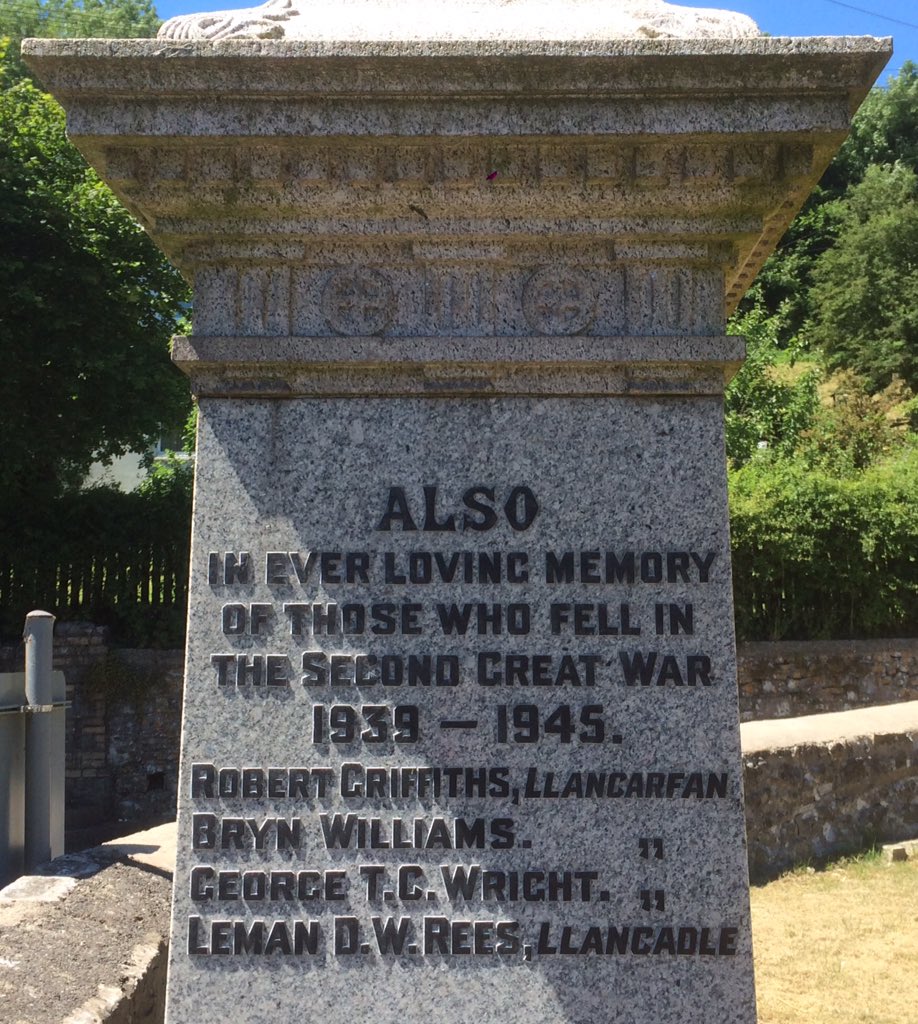 ALSO
IN EVER LOVING MEMORY
OF THOSE WHO FELL IN
THE SECOND GREAT WAR
1939 — 1945.
ROBERT GRIFFITHS, LLANCARFAN
BRYN WILLIAMS. „
GEORGE T.C. WRIGHT. „
LEMAN D.W. REES, LLANCADLE